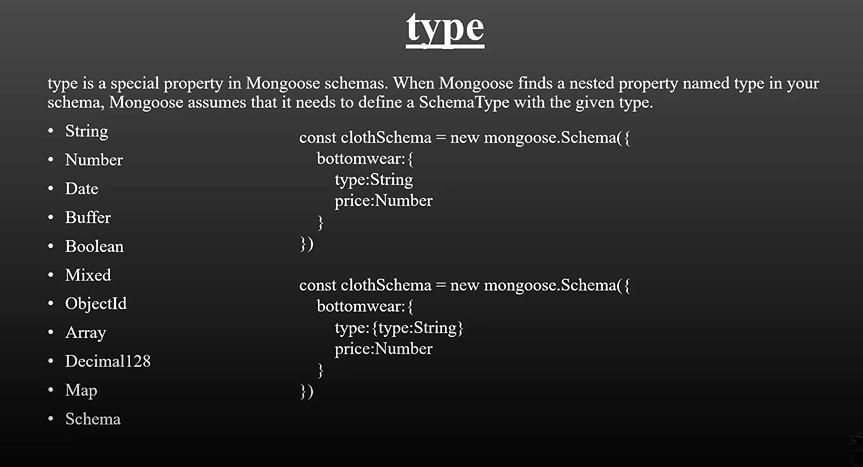 type
type is a special property in Mongoose schemas. When Mongoose finds a nested property named type in your
schema, Mongoose assumes that it needs to define a SchemaType with the given type.
• String
• Number
• Date
• Buffer
• Boolean
• Mixed
• ObjectId
• Array
• Decimal128
• Map
• Schema
const clothSchema = new mongoose.Schema({
bottomwear:{
type:String
price:Number
}
})
const clothSchema = new mongoose.Schema({
bottomwear:{
type:{type:String}
price:Number
}
})